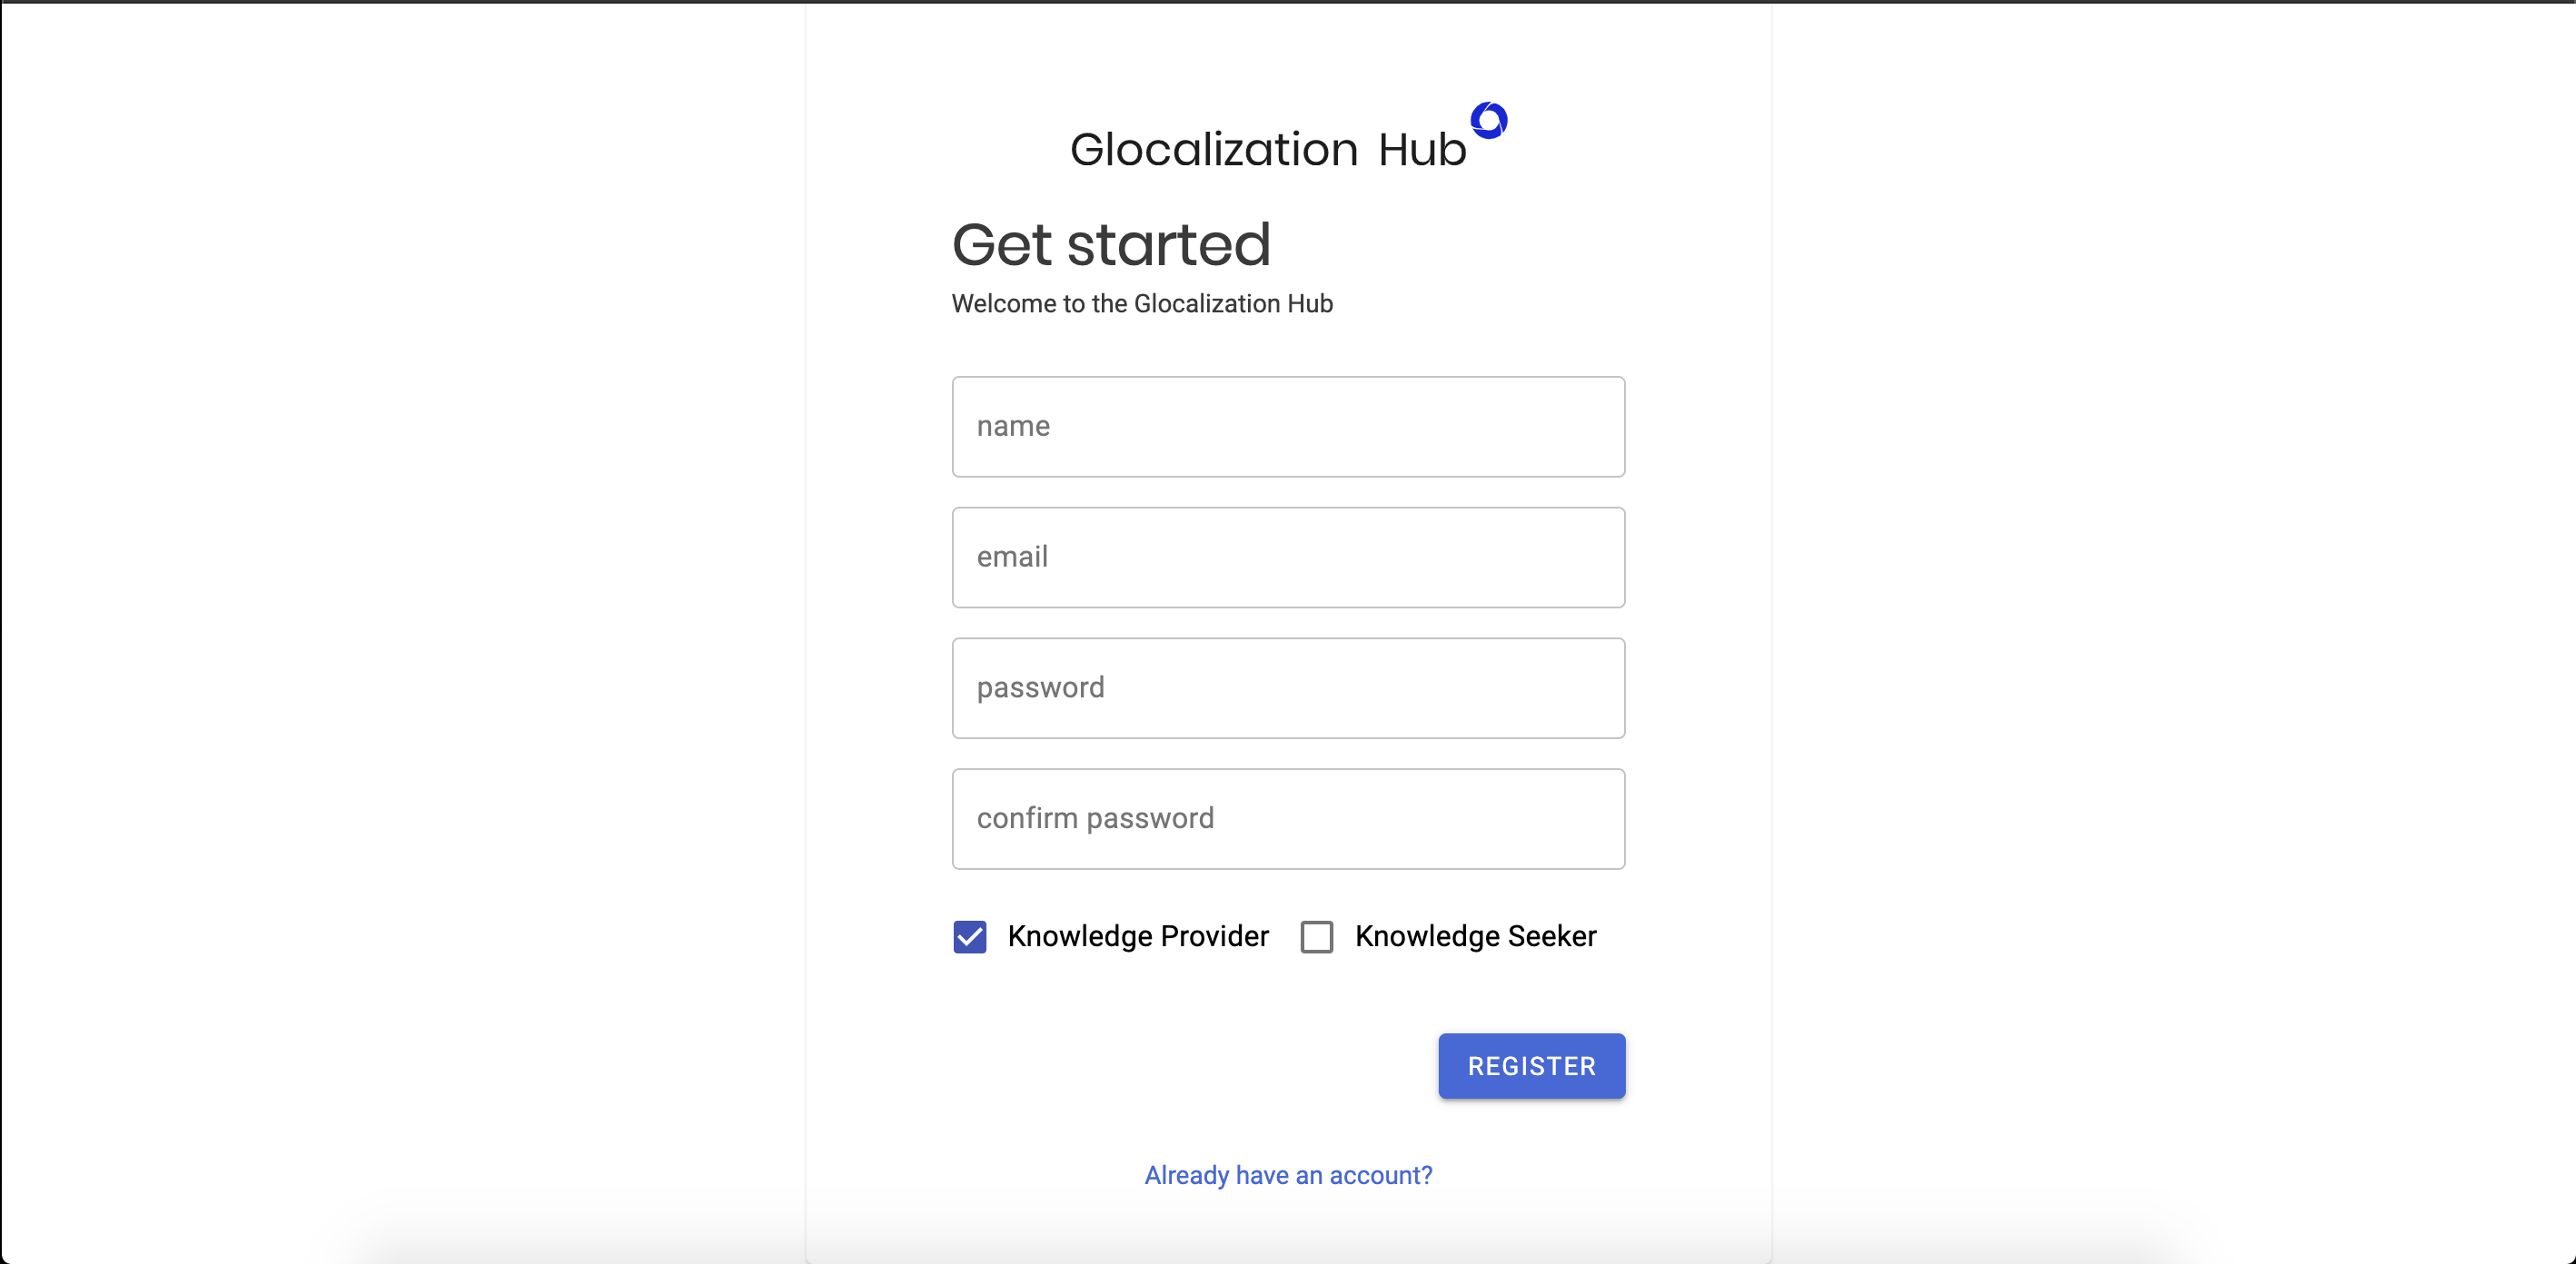 Glocalization Hub
Get started
Welcome to the Glocalization Hub
name
email
password
confirm password
Knowledge Provider Knowledge Seeker
REGISTER
Already have an account?